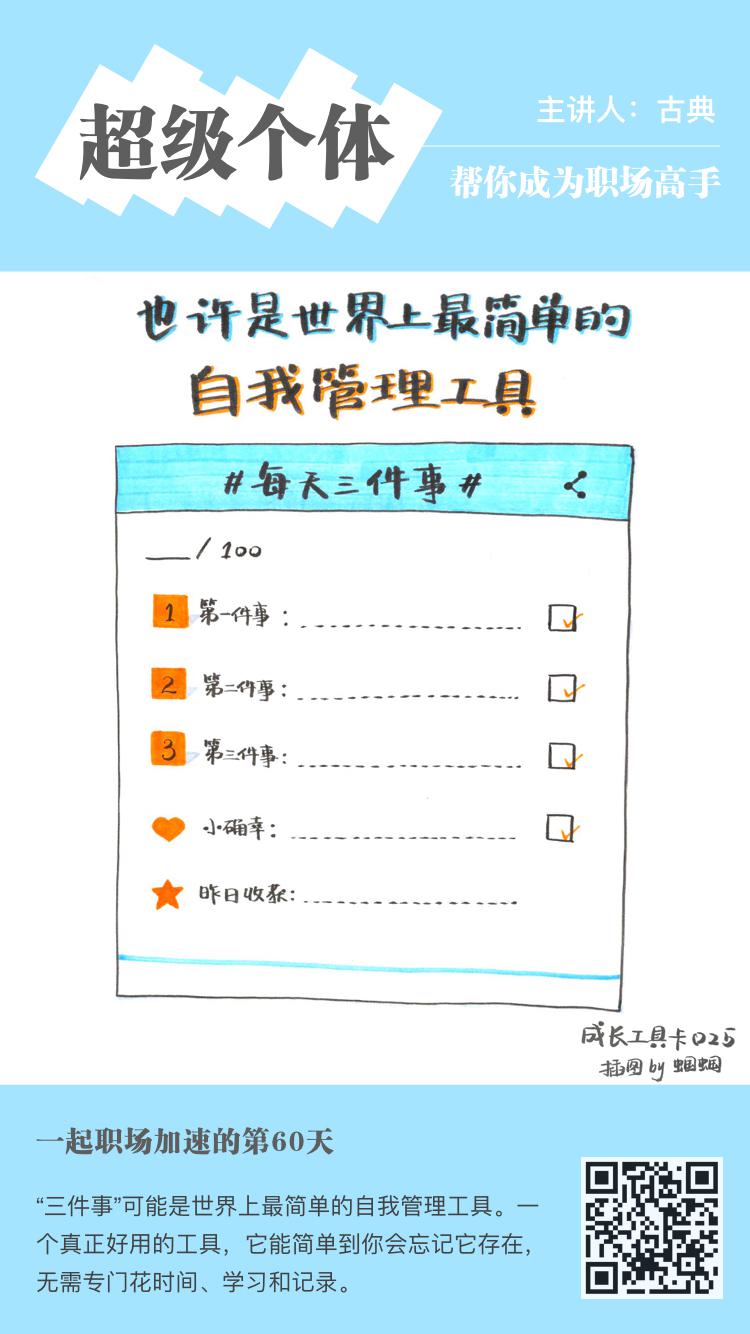 超级个体
主讲人：古典
帮你成为职场高手
也许是世界上最简单的
自我管理工具
#每天三件事#
__/100
1 第一件事：
2 第二件事：
3 第三件事：
小确幸：
昨日收获：
成长工具卡025
插图by蝈蝈
一起职场加速的第60天
“三件事”可能是世界上最简单的自我管理工具。一
个真正好用的工具，它能简单到你会忘记它存在，
无需专门花时间、学习和记录。